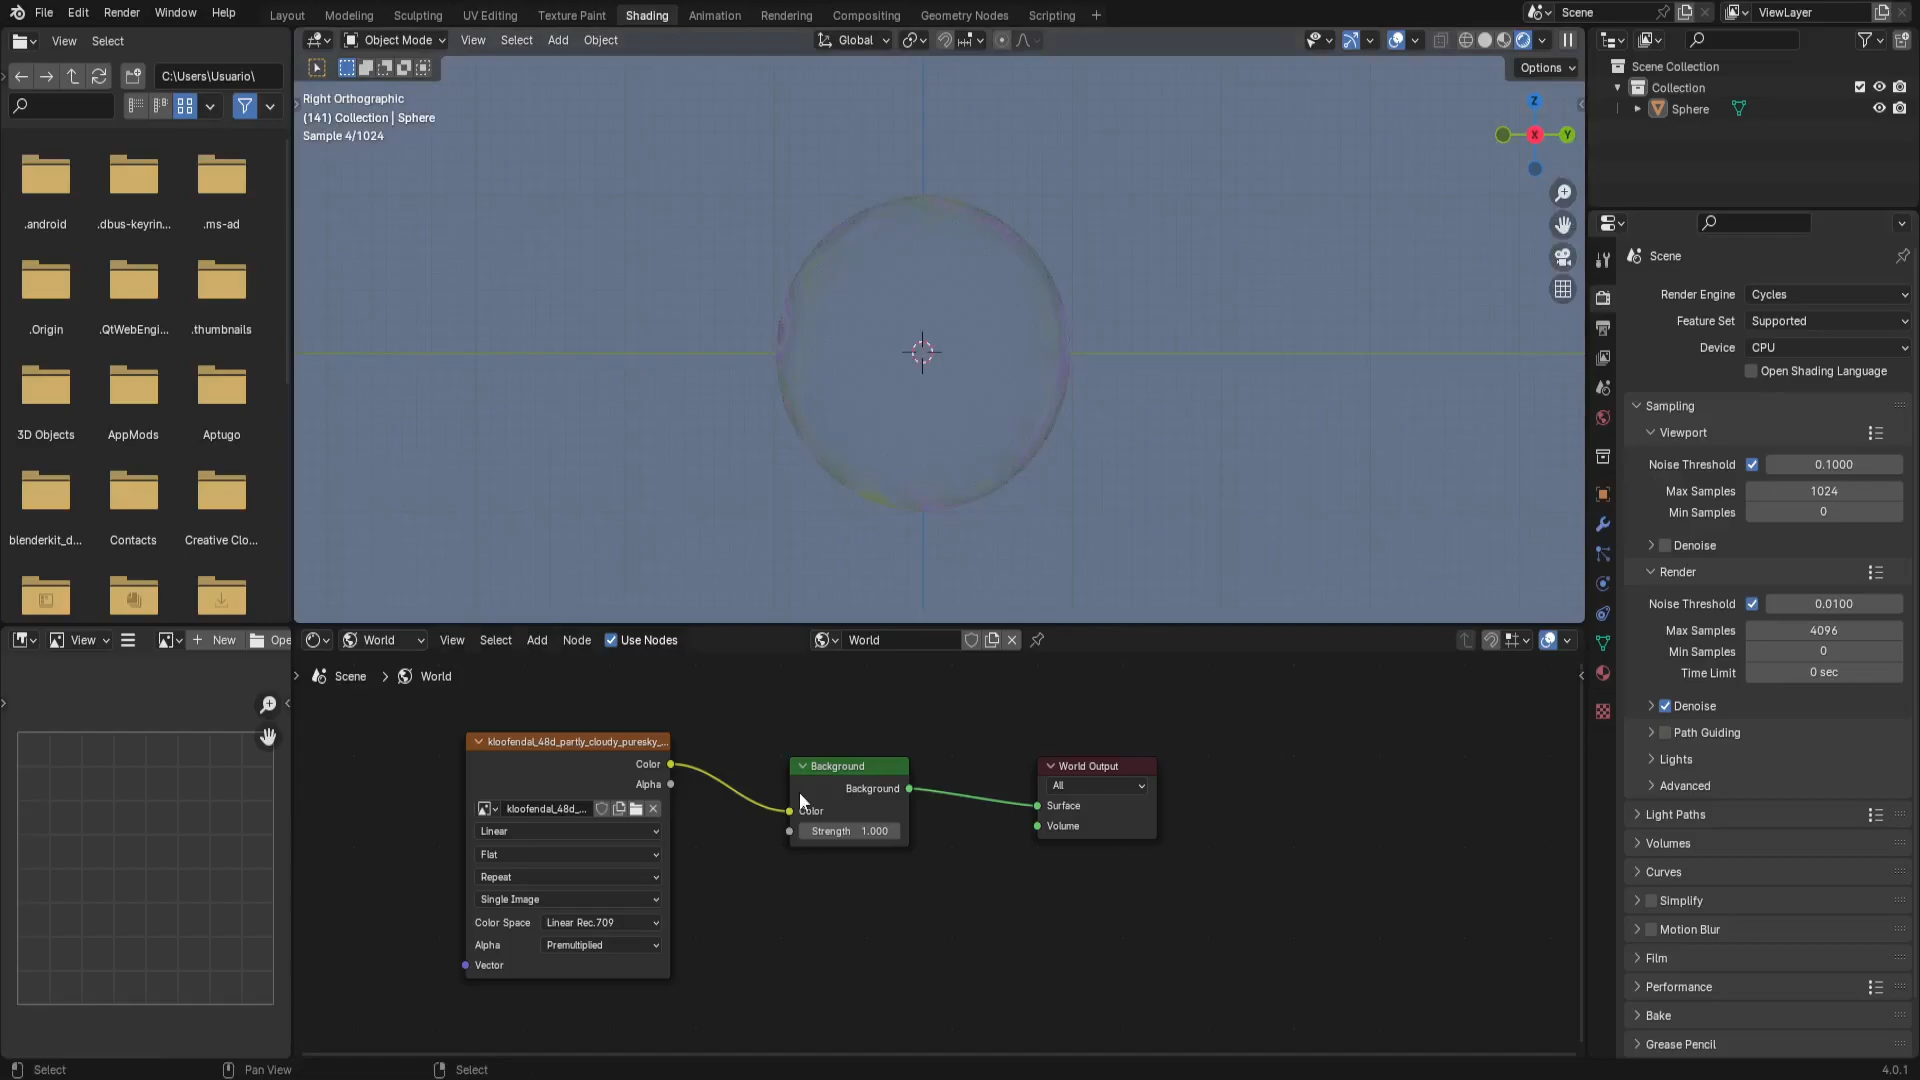 File Edit Render Window Help
Layout Modeling Sculpting UV Editing Texture Paint Shading Animation Rendering Compositing Geometry Nodes Scripting +
Scene
ViewLayer
View Select
C:\Users\Usuario\
.android .dbus-keyrin... .ms-ad
.Origin .QtWebEngi... .thumbnails
3D Objects AppMods Aptugo
blenderkit_d... Contacts Creative Clo...
Object Mode View Select Add Object
Global
Options
Right Orthographic
(141) Collection | Sphere
Sample 4/1024
Z
X
Y
Scene Collection
Collection
Sphere
Scene
Render Engine Cycles
Feature Set Supported
Device CPU
Open Shading Language
Sampling
Viewport
Noise Threshold 0.1000
Max Samples 1024
Min Samples 0
Denoise
Render
Noise Threshold 0.0100
Max Samples 4096
Min Samples 0
Time Limit 0 sec
Denoise
Path Guiding
Lights
Advanced
Light Paths
Volumes
Curves
Simplify
Motion Blur
Film
Performance
Bake
Grease Pencil
View
New
Ope
World View Select Add Node Use Nodes
World
Scene > World
kloofendal_48d_partly_cloudy_puresky_...
Color
Alpha
kloofendal_48d_...
Linear
Flat
Repeat
Single Image
Color Space Linear Rec.709
Alpha Premultiplied
Vector
Background
Background
Color
Strength 1.000
World Output
All
Surface
Volume
Select Pan View Select
4.0.1